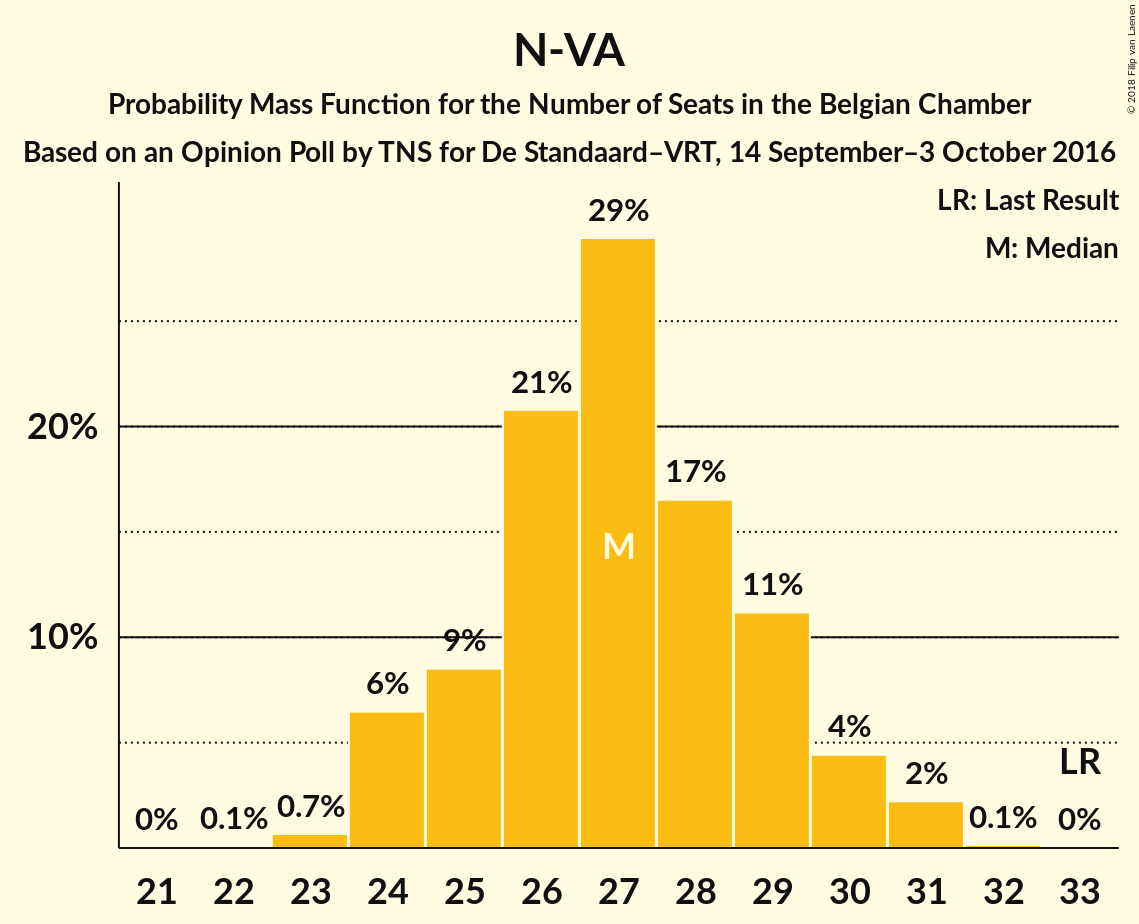 N-VA
Probability Mass Function for the Number of Seats in the Belgian Chamber
Based on an Opinion Poll by TNS for De Standaard–VRT, 14 September–3 October 2016
© 2018 Filip van Laenen
LR: Last Result
M: Median
29%
21%
20%
17%
M
11%
10%
9%
6%
4%
LR
2%
0%
0.1%
0.7%
0.1%
0%
21 22 23 24 25 26 27 28 29 30 31 32 33